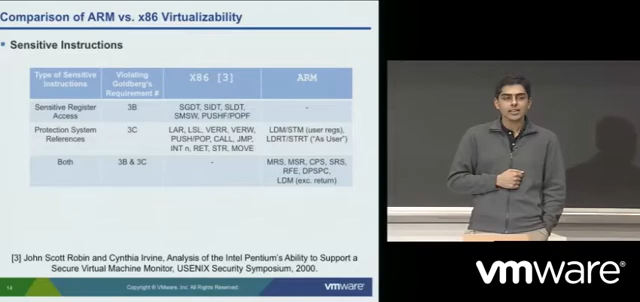 Comparison of ARM vs. x86 Virtualizability
Sensitive Instructions
Type of Sensitive Instructions
Violating Goldberg's Requirement #
X86 [3]
ARM
Sensitive Register Access
3B
SGDT, SIDT, SLDT,
SMSW, PUSHF/POPF
-
Protection System References
3C
LAR, LSL, VERR, VERW,
PUSH/POP, CALL, JMP,
INT n, RET, STR, MOVE
LDM/STM (user regs),
LDRT/STRT ("As User")
Both
3B & 3C
-
MRS, MSR, CPS, SRS,
RFE, DPSPC,
LDM (exc. return)
[3] John Scott Robin and Cynthia Irvine, Analysis of the Intel Pentium's Ability to Support a
Secure Virtual Machine Monitor, USENIX Security Symposium, 2000.
14
Copyright © VMware, Inc. All Rights Reserved.
vmware
vmware®